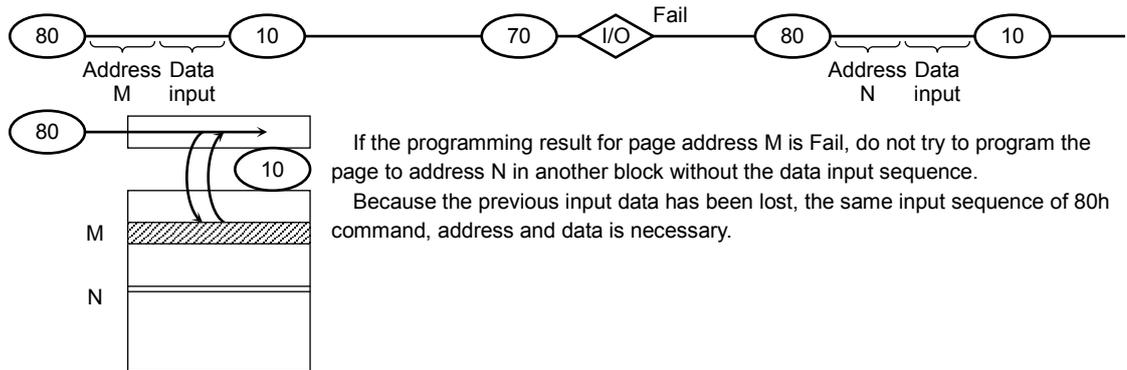 Fail
80 10 70 I/O 80 10
Address Data Address Data
M input N input
80
If the programming result for page address M is Fail, do not try to program the
10
page to address N in another block without the data input sequence.
Because the previous input data has been lost, the same input sequence of 80h
M
command, address and data is necessary.
N